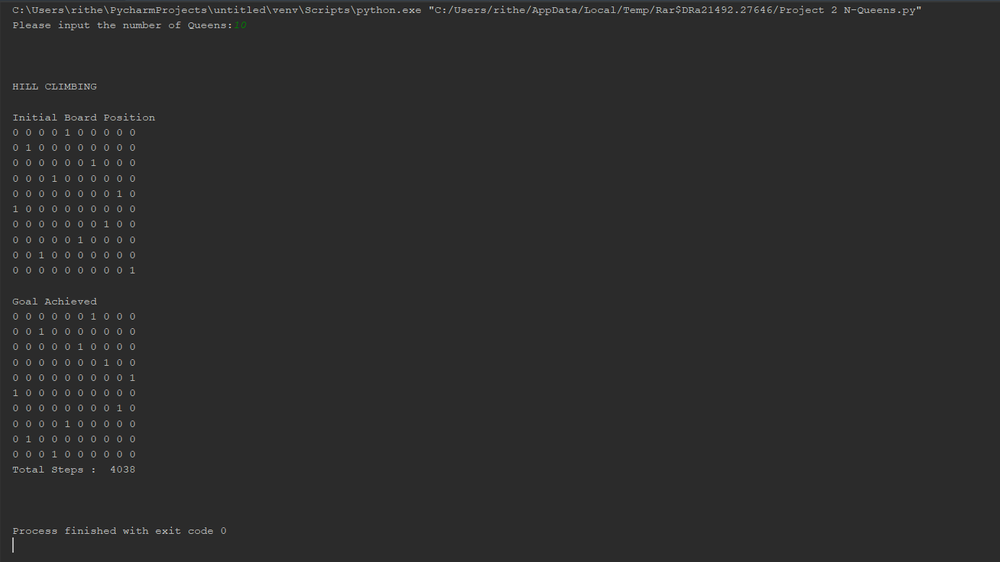 C:\Users\rithe\PycharmProjects\untitled\venv\Scripts\python.exe "C:/Users/rithe/AppData/Local/Temp/Rar$DRa21492.27646/Project 2 N-Queens.py"
Please input the number of Queens:10
HILL CLIMBING
Initial Board Position
0 0 0 0 1 0 0 0 0 0
0 1 0 0 0 0 0 0 0 0
0 0 0 0 0 0 1 0 0 0
0 0 0 1 0 0 0 0 0 0
0 0 0 0 0 0 0 0 1 0
1 0 0 0 0 0 0 0 0 0
0 0 0 0 0 0 0 1 0 0
0 0 0 0 0 1 0 0 0 0
0 0 1 0 0 0 0 0 0 0
0 0 0 0 0 0 0 0 0 1
Goal Achieved
0 0 0 0 0 0 1 0 0 0
0 0 1 0 0 0 0 0 0 0
0 0 0 0 0 1 0 0 0 0
0 0 0 0 0 0 0 1 0 0
0 0 0 0 0 0 0 0 0 1
1 0 0 0 0 0 0 0 0 0
0 0 0 0 0 0 0 0 1 0
0 0 0 0 1 0 0 0 0 0
0 1 0 0 0 0 0 0 0 0
0 0 0 1 0 0 0 0 0 0
Total Steps :  4038
Process finished with exit code 0